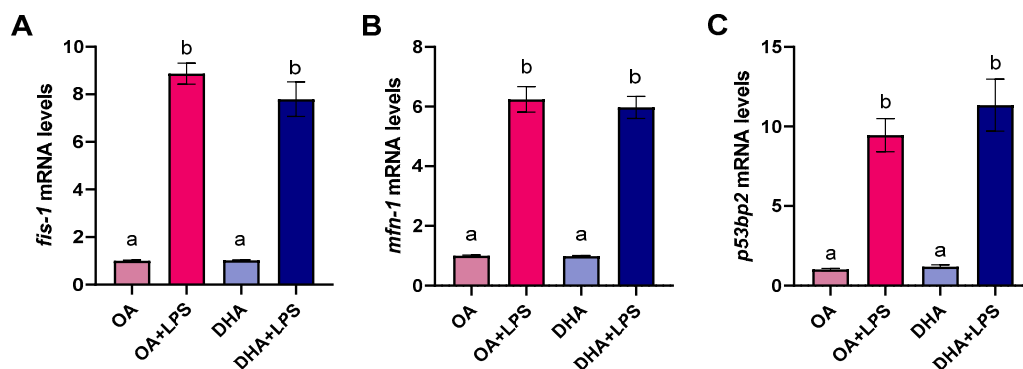 A
fis-1 mRNA levels
10
8
6
4
2
0
a
b
a
b
OA
OA+LPS
DHA
DHA+LPS
B
mfn-1 mRNA levels
8
6
4
2
0
a
b
a
b
OA
OA+LPS
DHA
DHA+LPS
C
p53bp2 mRNA levels
15
10
5
0
a
b
a
b
OA
OA+LPS
DHA
DHA+LPS